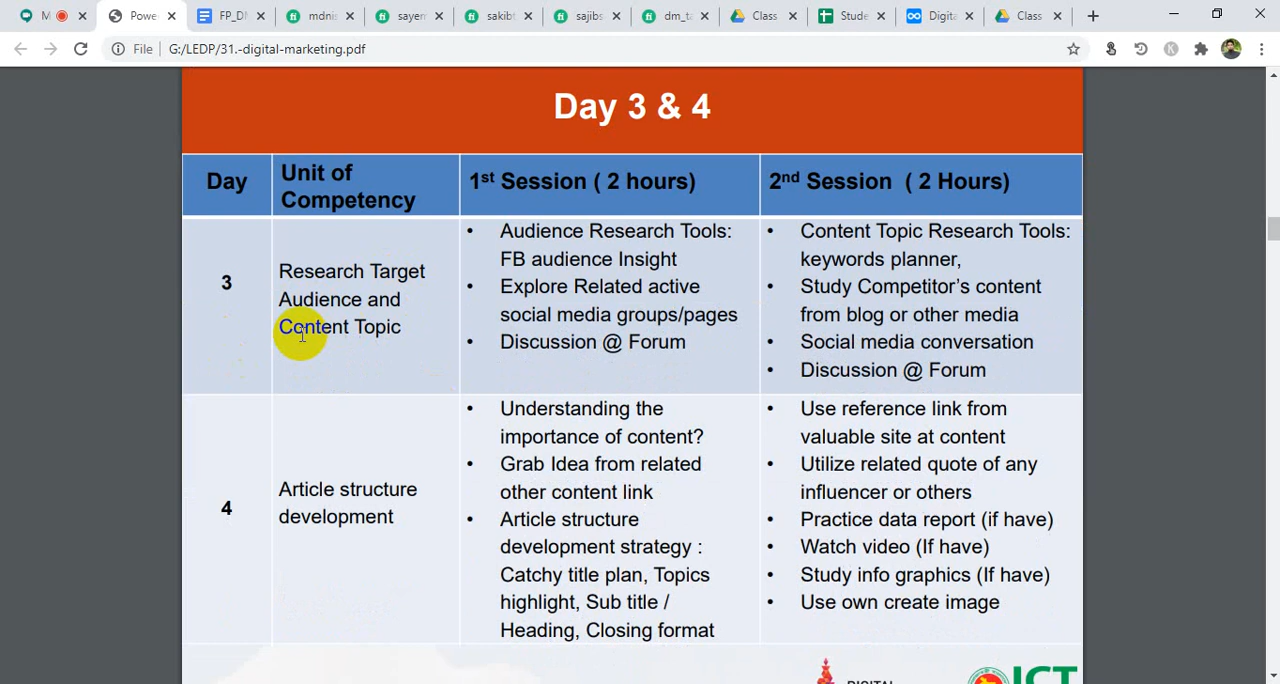 M
Powe
FP_DI
mdnis
sayem
sakibt
sajibs
dm_ta
Class
Stude
Digita
Class
File
G:/LEDP/31.-digital-marketing.pdf
K
Day 3 & 4
Day
Unit of
Competency
1st Session ( 2 hours)
2nd Session ( 2 Hours)
3
Research Target
Audience and
Content Topic
• Audience Research Tools:
FB audience Insight
• Explore Related active
social media groups/pages
• Discussion @ Forum
• Content Topic Research Tools:
keywords planner,
• Study Competitor's content
from blog or other media
• Social media conversation
• Discussion @ Forum
4
Article structure
development
• Understanding the
importance of content?
• Grab Idea from related
other content link
• Article structure
development strategy :
Catchy title plan, Topics
highlight, Sub title /
Heading, Closing format
• Use reference link from
valuable site at content
• Utilize related quote of any
influencer or others
• Practice data report (if have)
• Watch video (If have)
• Study info graphics (If have)
• Use own create image
DIGITAL
ICT